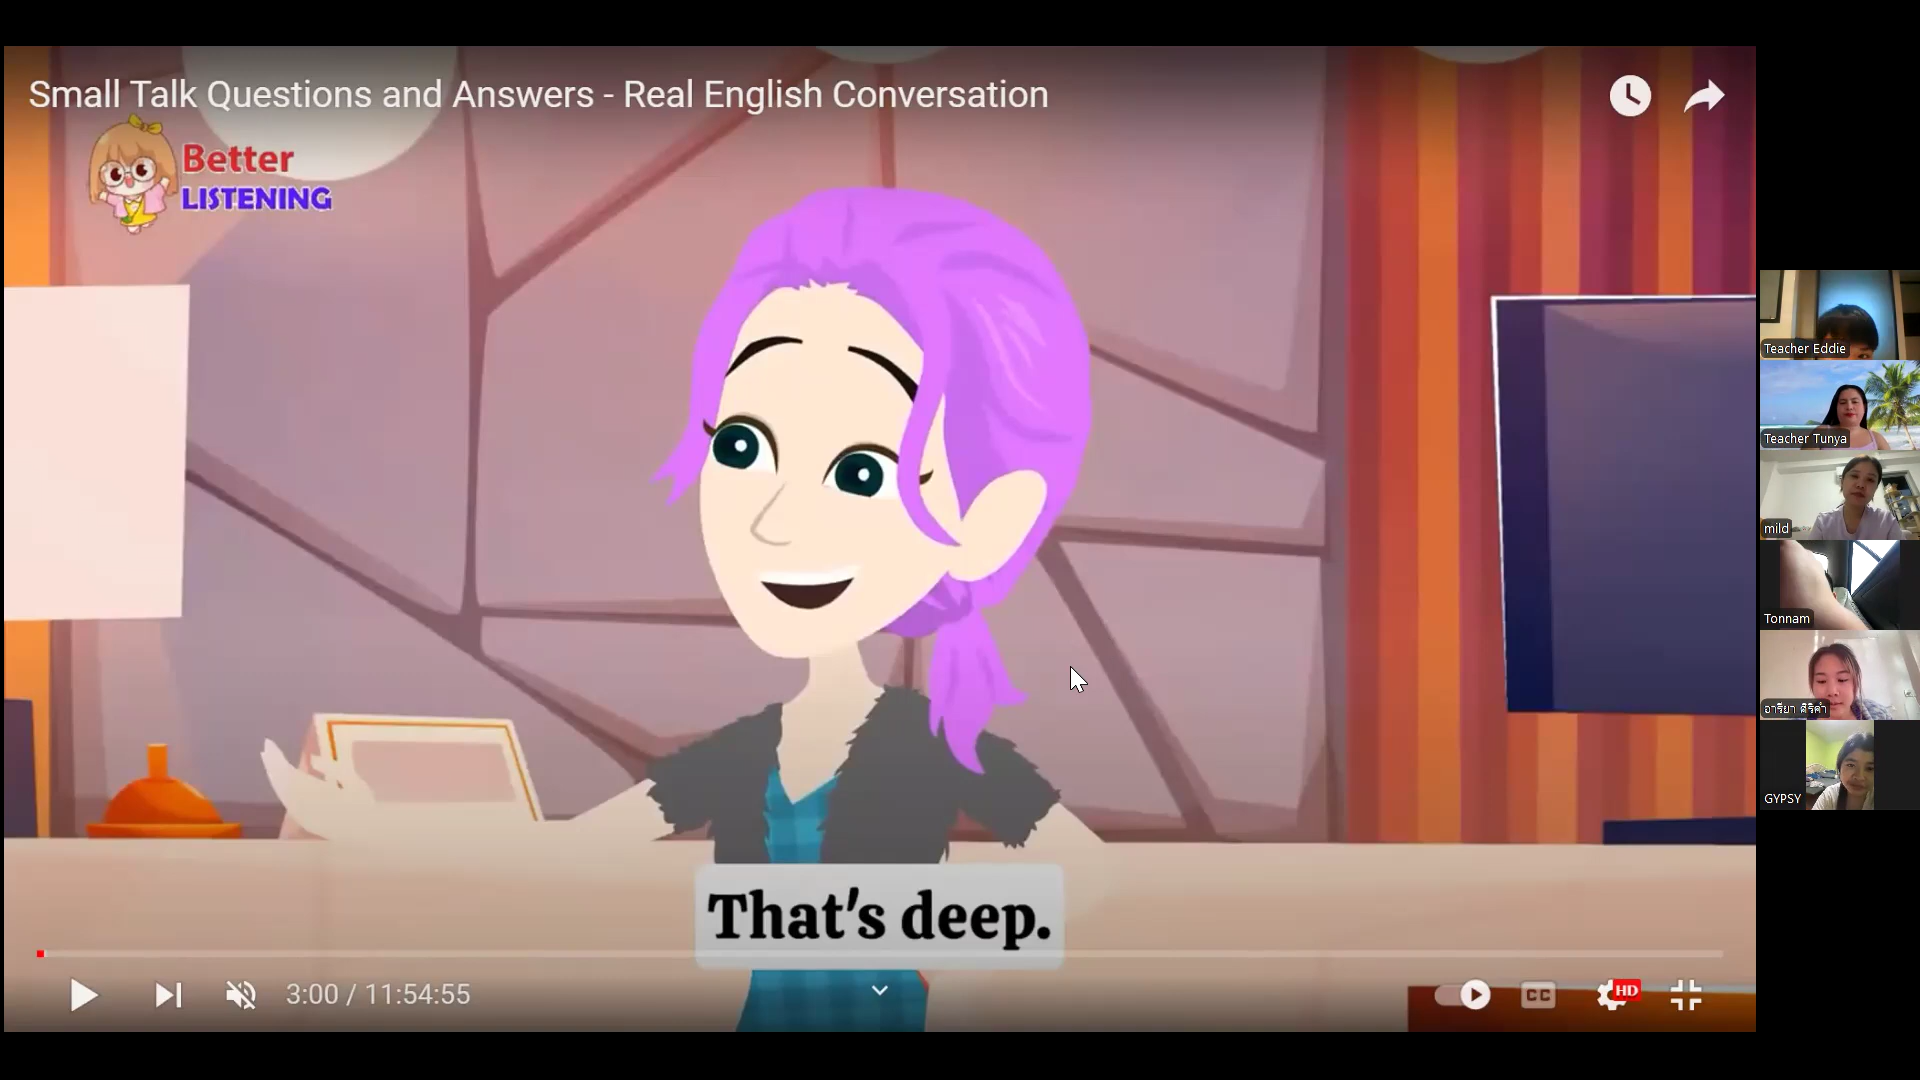 Small Talk Questions and Answers - Real English Conversation
Better
LISTENING
That's deep.
3:00 / 11:54:55
CC
HD
Teacher Eddie
Teacher Tunya
mild
Tonnam
อารียา ศิริคำ
GYPSY